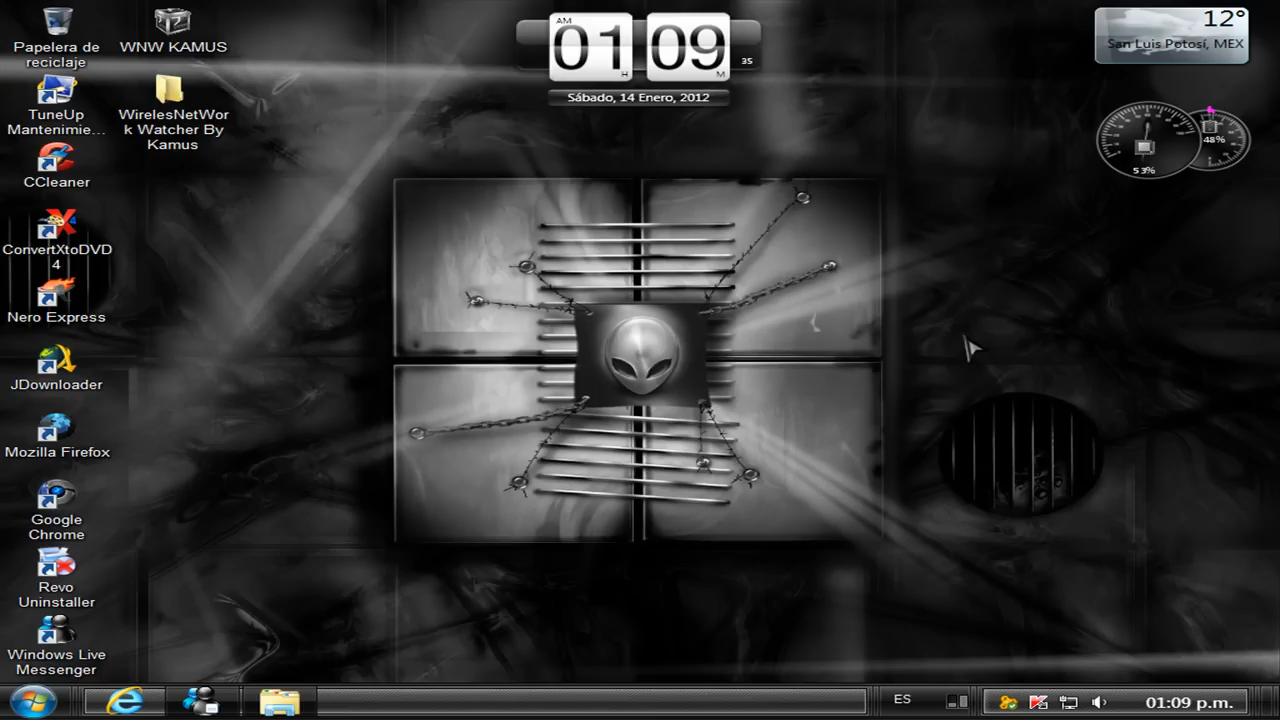 Papelera de
reciclaje
WNW KAMUS
TuneUp
Mantenimie...
WirelesNetWor
k Watcher By
Kamus
CCleaner
ConvertXtoDVD
4
Nero Express
JDownloader
Mozilla Firefox
Google
Chrome
Revo
Uninstaller
Windows Live
Messenger
AM
01
H
09
M
35
Sábado, 14 Enero, 2012
12°
San Luis Potosí, MEX
53%
48%
ES
01:09 p.m.